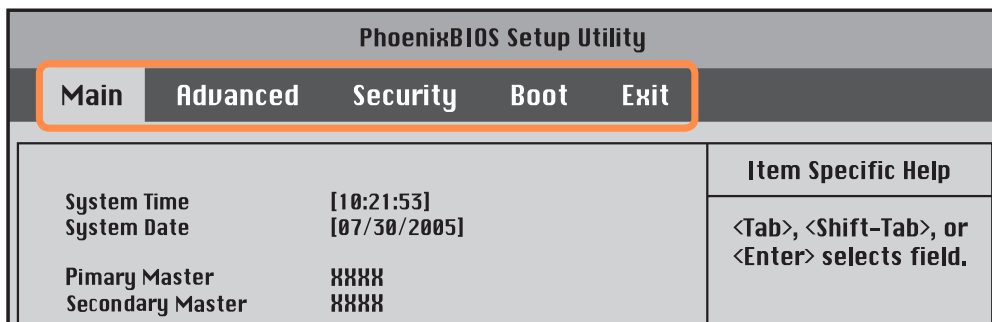 PhoenixBIOS Setup Utility
Main Advanced Security Boot Exit
System Time [10:21:53]
System Date [07/30/2005]
Pimary Master XXXX
Secondary Master XXXX
Item Specific Help
<Tab>, <Shift-Tab>, or
<Enter> selects field.